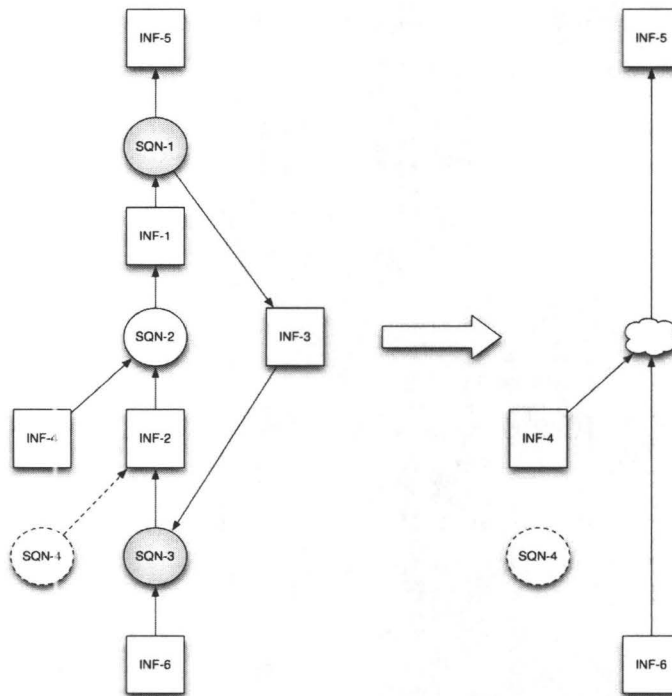 INF-5
SQN-1
INF-1
SQN-2
INF-3
INF-4
INF-2
SQN-4
SQN-3
INF-6
INF-5
INF-4
SQN-4
INF-6